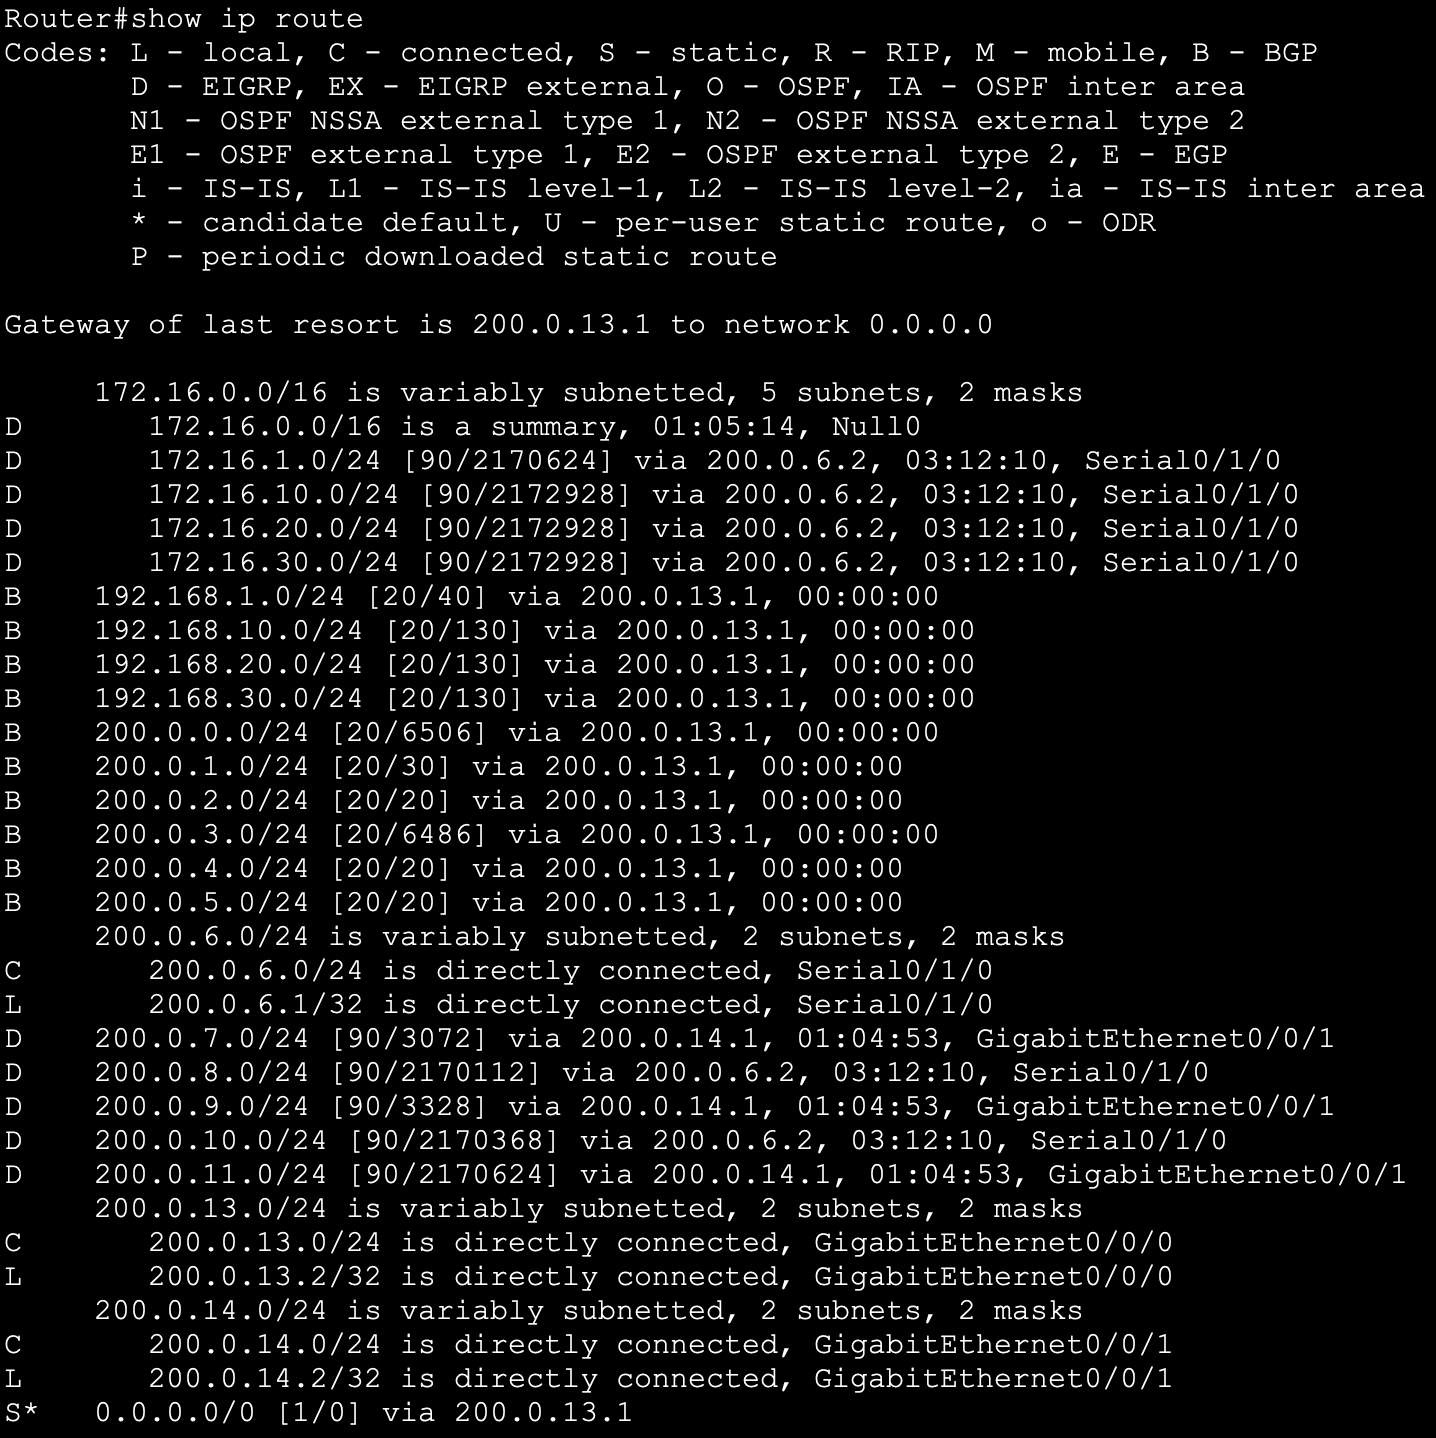 Router#show ip route
Codes: L - local, C - connected, S - static, R - RIP, M - mobile, B - BGP
       D - EIGRP, EX - EIGRP external, O - OSPF, IA - OSPF inter area
       N1 - OSPF NSSA external type 1, N2 - OSPF NSSA external type 2
       E1 - OSPF external type 1, E2 - OSPF external type 2, E - EGP
       i - IS-IS, L1 - IS-IS level-1, L2 - IS-IS level-2, ia - IS-IS inter area
       * - candidate default, U - per-user static route, o - ODR
       P - periodic downloaded static route

Gateway of last resort is 200.0.13.1 to network 0.0.0.0

     172.16.0.0/16 is variably subnetted, 5 subnets, 2 masks
D       172.16.0.0/16 is a summary, 01:05:14, Null0
D       172.16.1.0/24 [90/2170624] via 200.0.6.2, 03:12:10, Serial0/1/0
D       172.16.10.0/24 [90/2172928] via 200.0.6.2, 03:12:10, Serial0/1/0
D       172.16.20.0/24 [90/2172928] via 200.0.6.2, 03:12:10, Serial0/1/0
D       172.16.30.0/24 [90/2172928] via 200.0.6.2, 03:12:10, Serial0/1/0
B    192.168.1.0/24 [20/40] via 200.0.13.1, 00:00:00
B    192.168.10.0/24 [20/130] via 200.0.13.1, 00:00:00
B    192.168.20.0/24 [20/130] via 200.0.13.1, 00:00:00
B    192.168.30.0/24 [20/130] via 200.0.13.1, 00:00:00
B    200.0.0.0/24 [20/6506] via 200.0.13.1, 00:00:00
B    200.0.1.0/24 [20/30] via 200.0.13.1, 00:00:00
B    200.0.2.0/24 [20/20] via 200.0.13.1, 00:00:00
B    200.0.3.0/24 [20/6486] via 200.0.13.1, 00:00:00
B    200.0.4.0/24 [20/20] via 200.0.13.1, 00:00:00
B    200.0.5.0/24 [20/20] via 200.0.13.1, 00:00:00
     200.0.6.0/24 is variably subnetted, 2 subnets, 2 masks
C       200.0.6.0/24 is directly connected, Serial0/1/0
L       200.0.6.1/32 is directly connected, Serial0/1/0
D    200.0.7.0/24 [90/3072] via 200.0.14.1, 01:04:53, GigabitEthernet0/0/1
D    200.0.8.0/24 [90/2170112] via 200.0.6.2, 03:12:10, Serial0/1/0
D    200.0.9.0/24 [90/3328] via 200.0.14.1, 01:04:53, GigabitEthernet0/0/1
D    200.0.10.0/24 [90/2170368] via 200.0.6.2, 03:12:10, Serial0/1/0
D    200.0.11.0/24 [90/2170624] via 200.0.14.1, 01:04:53, GigabitEthernet0/0/1
     200.0.13.0/24 is variably subnetted, 2 subnets, 2 masks
C       200.0.13.0/24 is directly connected, GigabitEthernet0/0/0
L       200.0.13.2/32 is directly connected, GigabitEthernet0/0/0
     200.0.14.0/24 is variably subnetted, 2 subnets, 2 masks
C       200.0.14.0/24 is directly connected, GigabitEthernet0/0/1
L       200.0.14.2/32 is directly connected, GigabitEthernet0/0/1
S*   0.0.0.0/0 [1/0] via 200.0.13.1